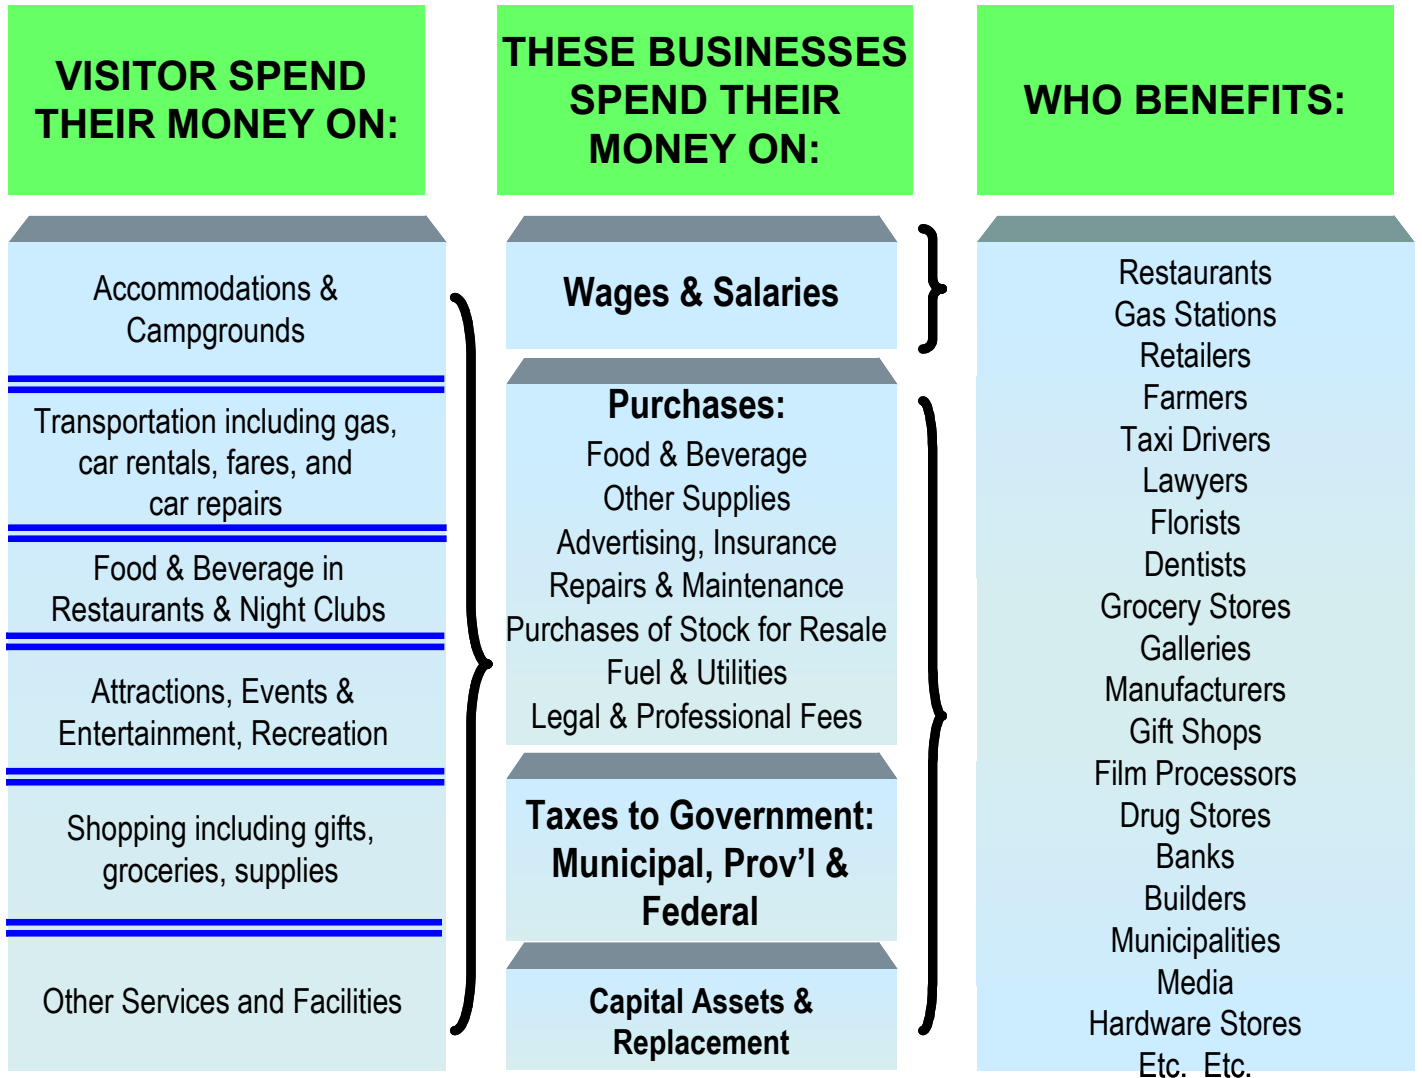 VISITOR SPEND
THEIR MONEY ON:
Accommodations &
Campgrounds
Transportation including gas,
car rentals, fares, and
car repairs
Food & Beverage in
Restaurants & Night Clubs
Attractions, Events &
Entertainment, Recreation
Shopping including gifts,
groceries, supplies
Other Services and Facilities
THESE BUSINESSES
SPEND THEIR
MONEY ON:
Wages & Salaries
Purchases:
Food & Beverage
Other Supplies
Advertising, Insurance
Repairs & Maintenance
Purchases of Stock for Resale
Fuel & Utilities
Legal & Professional Fees
Taxes to Government:
Municipal, Prov’l &
Federal
Capital Assets &
Replacement
WHO BENEFITS:
Restaurants
Gas Stations
Retailers
Farmers
Taxi Drivers
Lawyers
Florists
Dentists
Grocery Stores
Galleries
Manufacturers
Gift Shops
Film Processors
Drug Stores
Banks
Builders
Municipalities
Media
Hardware Stores
Etc. Etc.